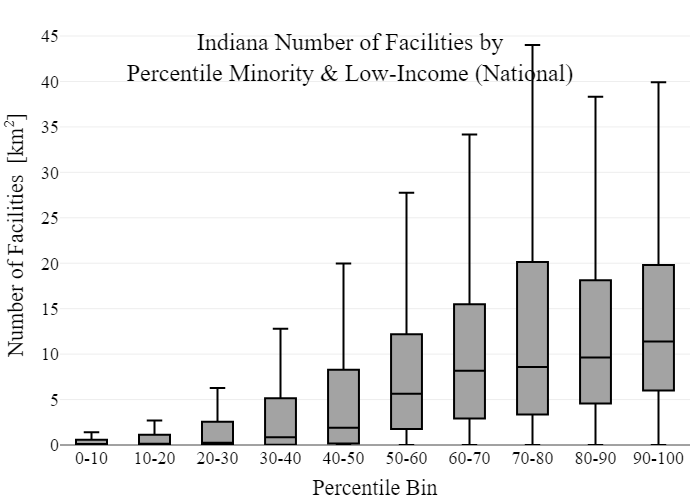 Indiana Number of Facilities by
Percentile Minority & Low-Income (National)
Number of Facilities [km²]
45
40
35
30
25
20
15
10
5
0
0-10 10-20 20-30 30-40 40-50 50-60 60-70 70-80 80-90 90-100
Percentile Bin